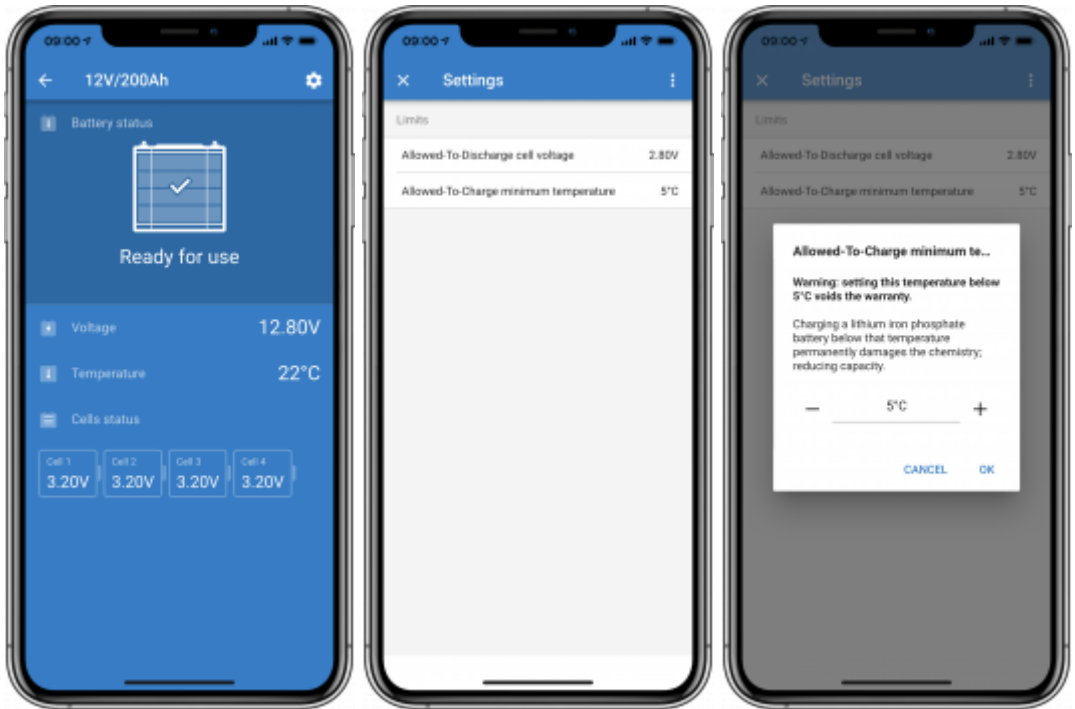 09:00
12V/200Ah
Battery status
Ready for use
Voltage 12.80V
Temperature 22°C
Cells status
Cell 1 Cell 2 Cell 3 Cell 4
3.20V 3.20V 3.20V 3.20V
09:00
Settings
Limits
Allowed-To-Discharge cell voltage 2.80V
Allowed-To-Charge minimum temperature 5°C
09:00
Settings
Limits
Allowed-To-Discharge cell voltage 2.80V
Allowed-To-Charge minimum temperature 5°C
Allowed-To-Charge minimum te...
Warning: setting this temperature below
5°C voids the warranty.
Charging a lithium iron phosphate
battery below that temperature
permanently damages the chemistry;
reducing capacity.
5°C
CANCEL OK